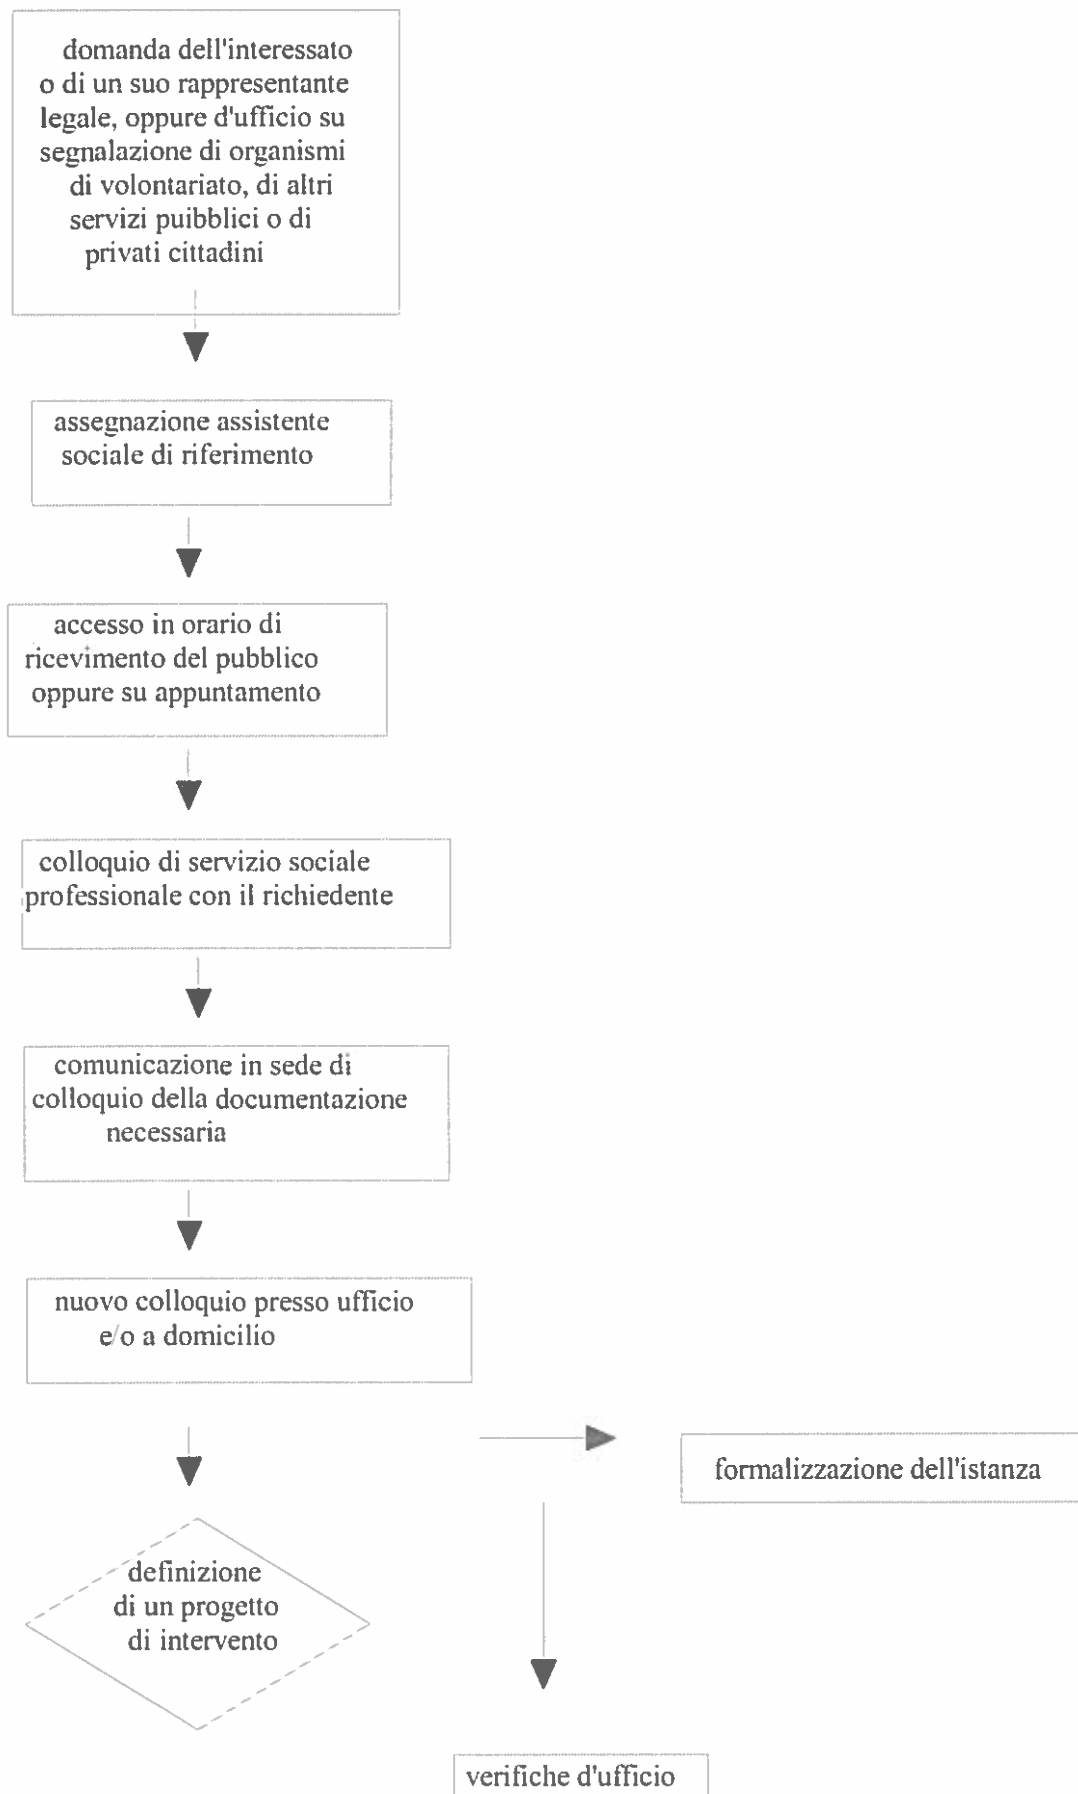 domanda dell'interessato
o di un suo rappresentante
legale, oppure d'ufficio su
segnalazione di organismi
di volontariato, di altri
servizi puibblici o di
privati cittadini
assegnazione assistente
sociale di riferimento
accesso in orario di
ricevimento del pubblico
oppure su appuntamento
colloquio di servizio sociale
professionale con il richiedente
comunicazione in sede di
colloquio della documentazione
necessaria
nuovo colloquio presso ufficio
e/o a domicilio
formalizzazione dell'istanza
definizione
di un progetto
di intervento
verifiche d'ufficio